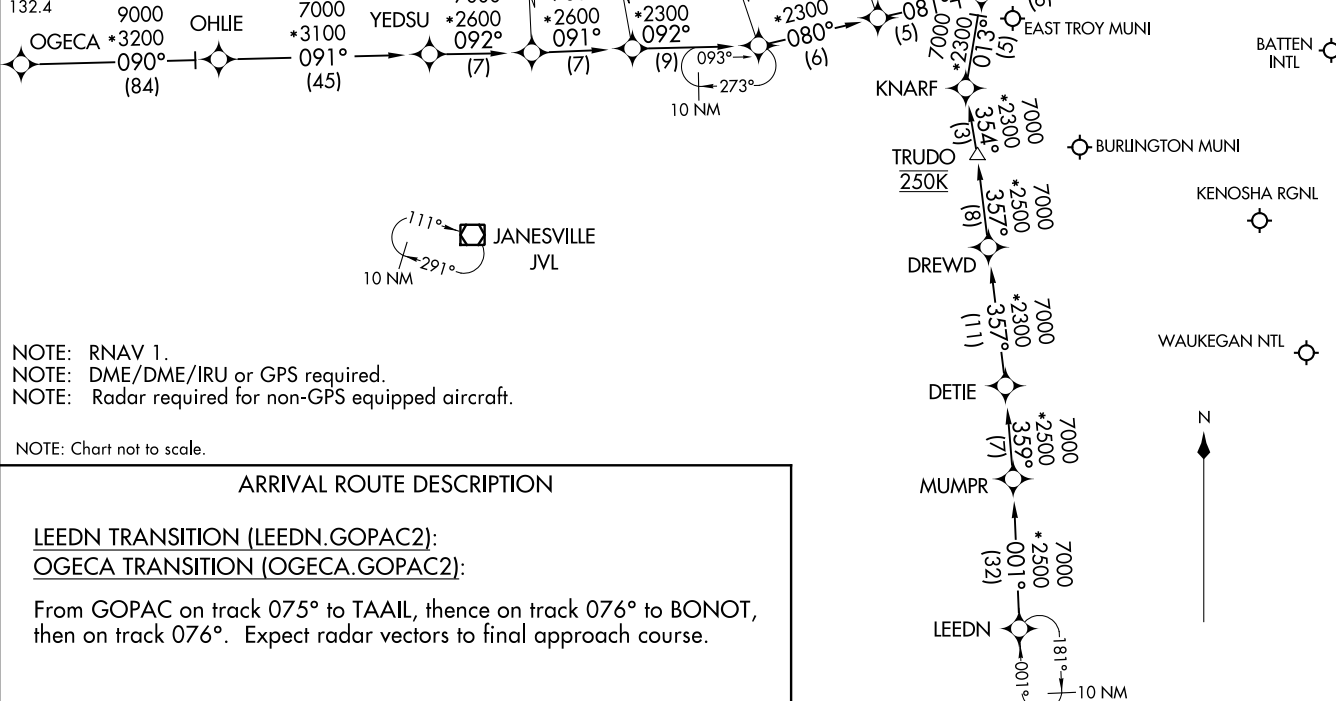 132.4
9000
*3200
OGECA
090°
(84)
OHLIE
7000
*3100
091°
(45)
YEDSU
*2600
092°
(7)
*2600
091°
(7)
*2300
092°
(9)
093°
273°
10 NM
*2300
080°
(6)
(5)
7000
*2300
013°
(5)
EAST TROY MUNI
BATTEN
INTL
KNARF
7000
*2300
354°
(3)
TRUDO
250K
BURLINGTON MUNI
KENOSHA RGNL
7000
*2500
357°
(8)
DREWD
111°
291°
10 NM
JANESVILLE
JVL
7000
*2300
357°
(11)
WAUKEGAN NTL
DETIE
NOTE: RNAV 1.
NOTE: DME/DME/IRU or GPS required.
NOTE: Radar required for non-GPS equipped aircraft.
NOTE: Chart not to scale.
7000
*2500
359°
(7)
N
MUMPR
7000
*2500
001°
(32)
LEEDN
181°
001°
10 NM
ARRIVAL ROUTE DESCRIPTION
LEEDN TRANSITION (LEEDN.GOPAC2):
OGECA TRANSITION (OGECA.GOPAC2):
From GOPAC on track 075° to TAAIL, thence on track 076° to BONOT,
then on track 076°. Expect radar vectors to final approach course.